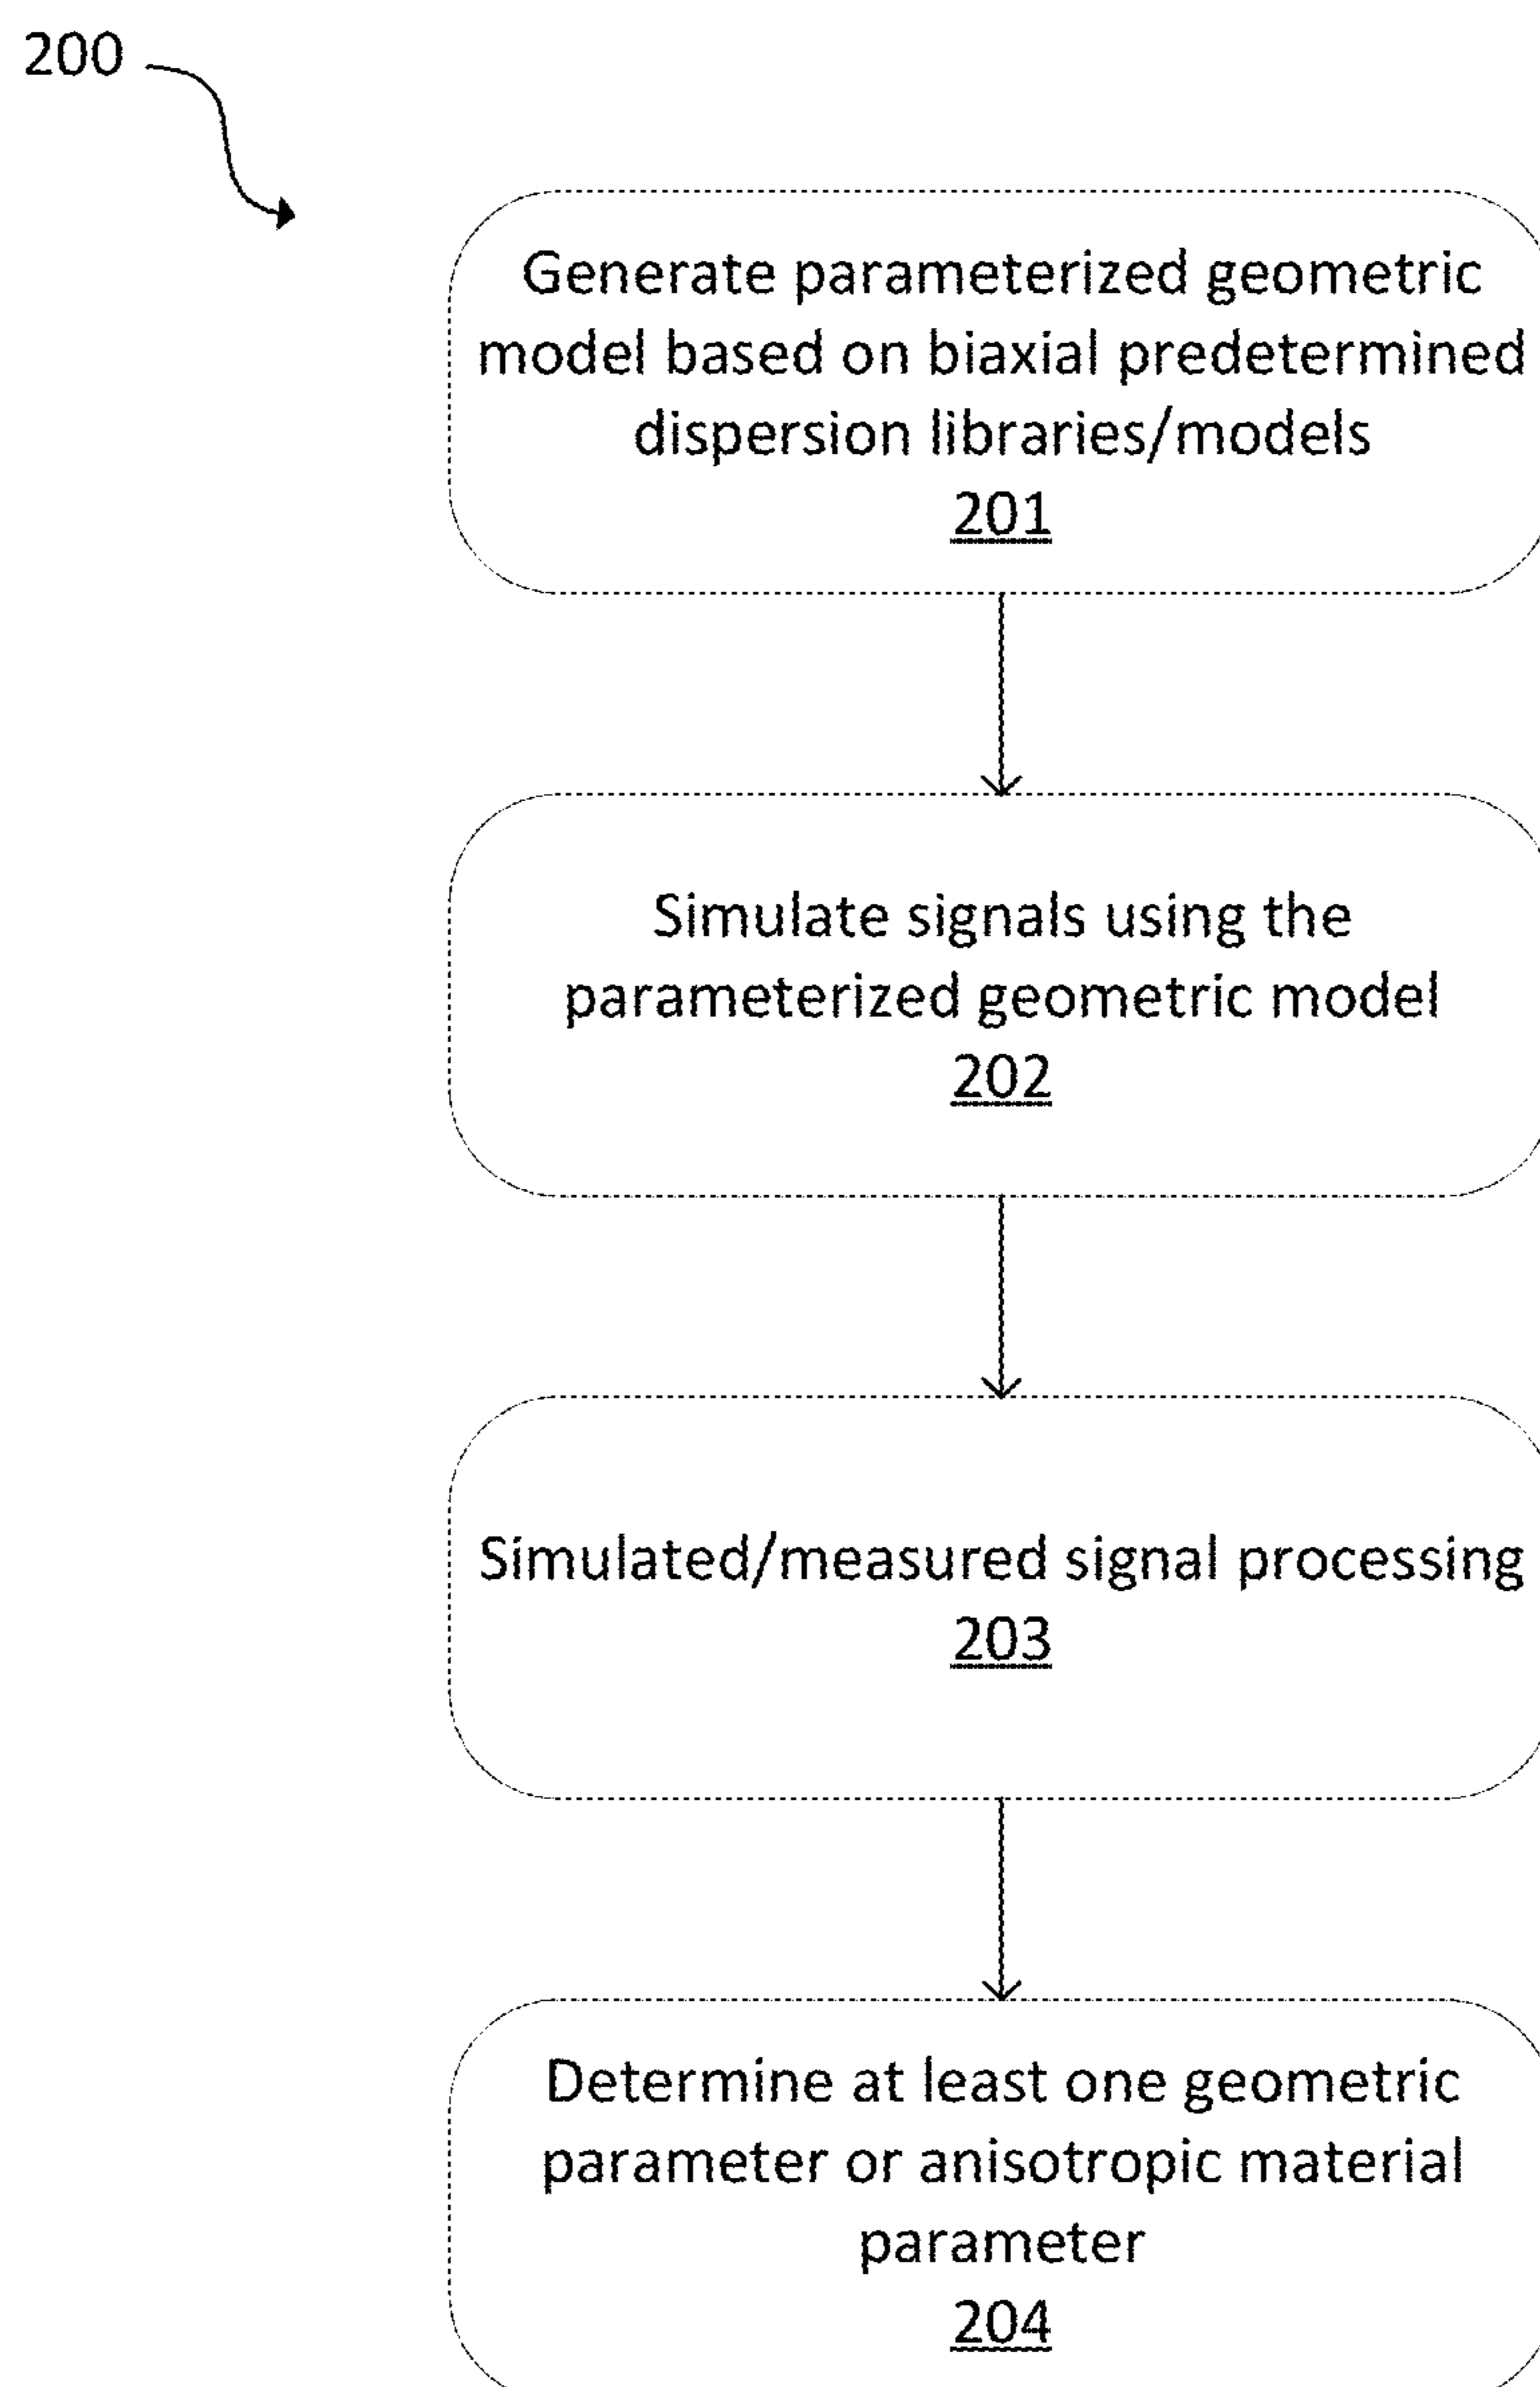 200
Generate parameterized geometric
model based on biaxial predetermined
dispersion libraries/models
201
Simulate signals using the
parameterized geometric model
202
Simulated/measured signal processing
203
Determine at least one geometric
parameter or anisotropic material
parameter
204